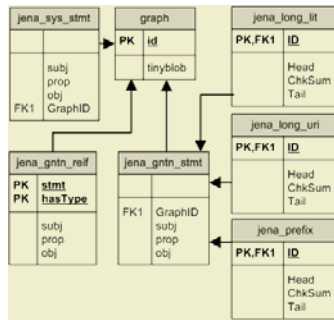 jena_sys_stmt
subj
prop
obj
FK1 GraphID
graph
PK id
tinyblob
jena_long_lit
PK,FK1 ID
Head
ChkSum
Tail
jena_long_uri
PK,FK1 ID
Head
ChkSum
Tail
jena_gntn_reif
PK stmt
PK hasType
subj
prop
obj
jena_gntn_stmt
FK1 GraphID
subj
prop
obj
jena_prefix
PK,FK1 ID
Head
ChkSum
Tail